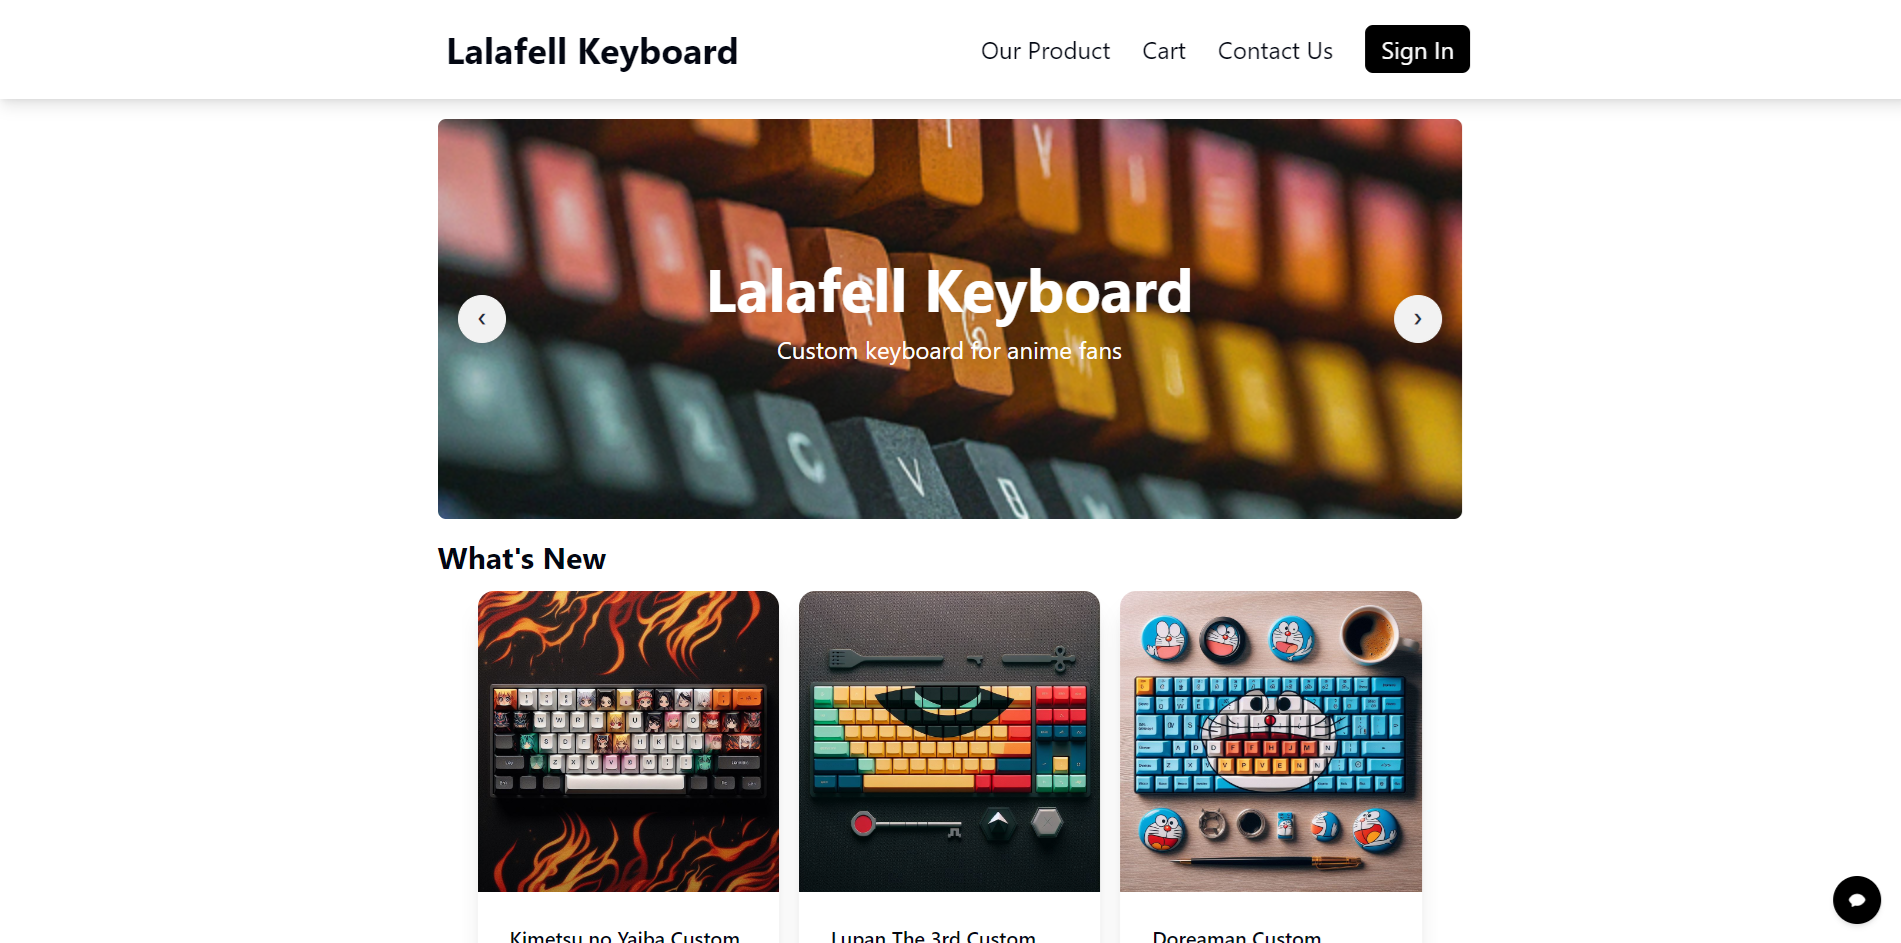 Lalafell Keyboard
Our Product
Cart
Contact Us
Sign In
Lalafell Keyboard
Custom keyboard for anime fans
What's New
Kimetsu no Yaiba Custom
Lupan The 3rd Custom
Doreaman Custom